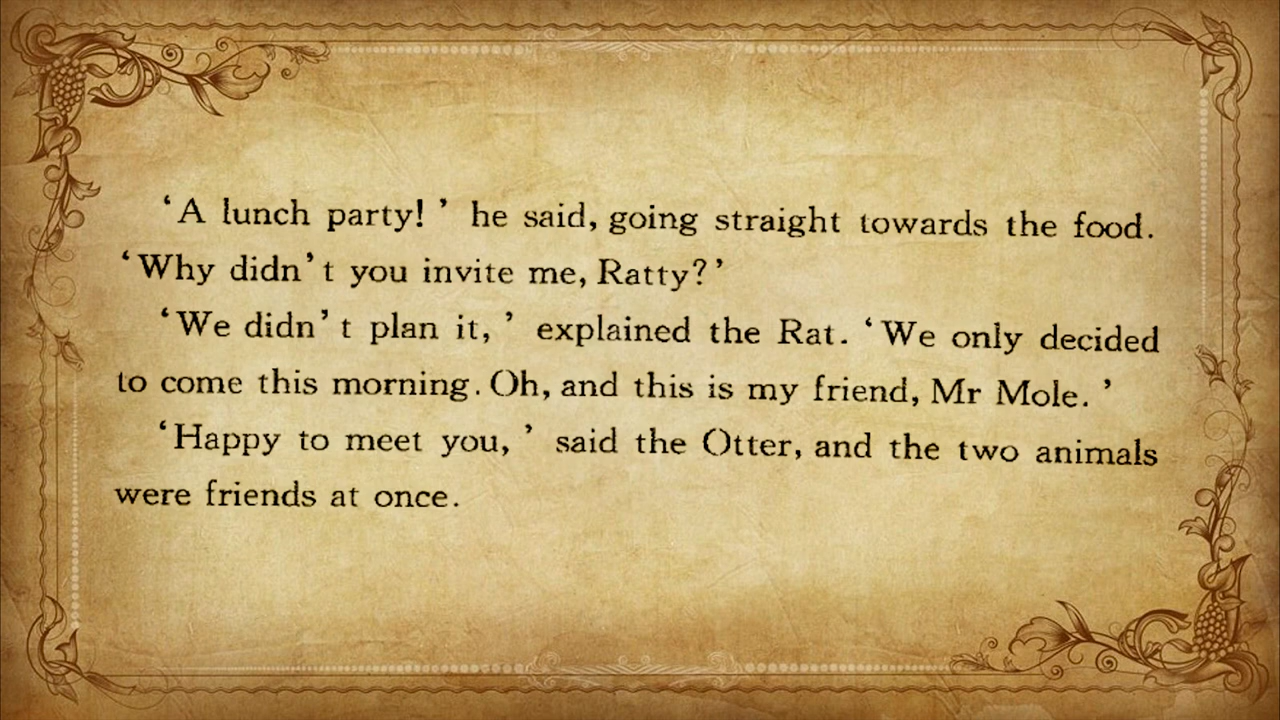 ‘A lunch party! ’ he said, going straight towards the food.
‘Why didn’t you invite me, Ratty?’
‘We didn’t plan it, ’ explained the Rat. ‘We only decided
to come this morning. Oh, and this is my friend, Mr Mole. ’
‘Happy to meet you, ’ said the Otter, and the two animals
were friends at once.